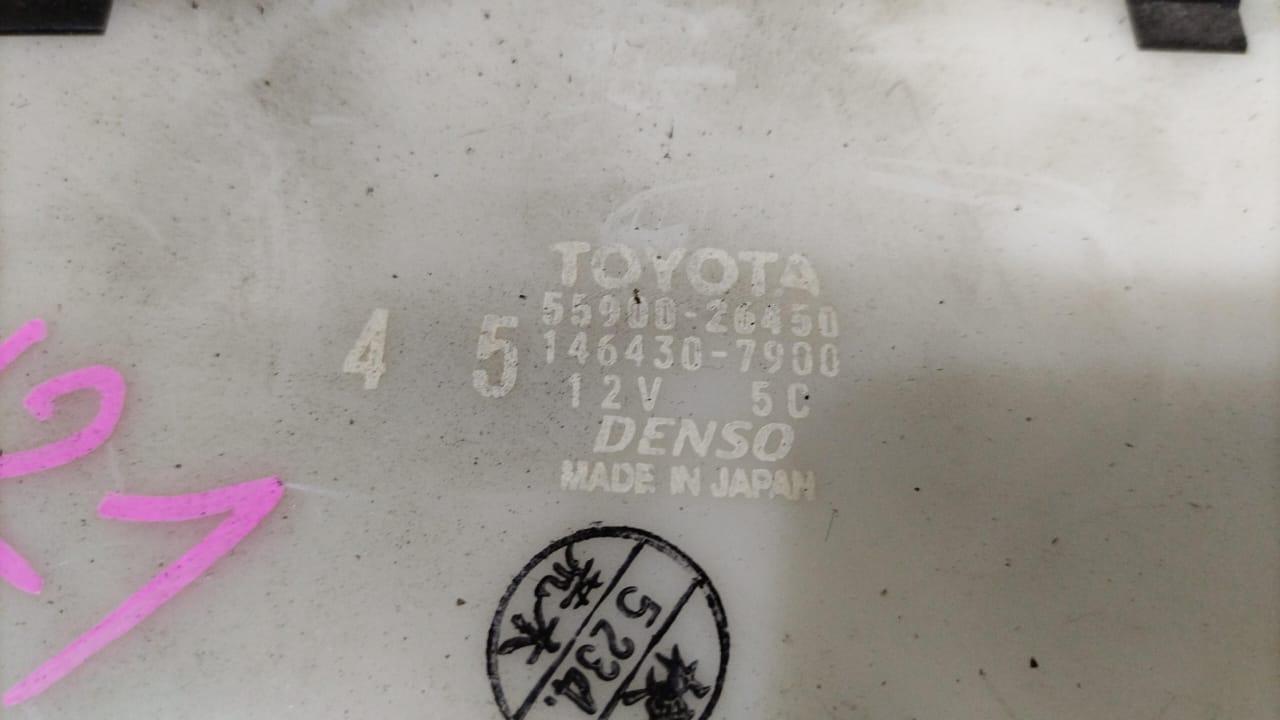 TOYOTA
55900-26450
4 5
146430-7900
12V 5C
DENSO
MADE IN JAPAN
5234.